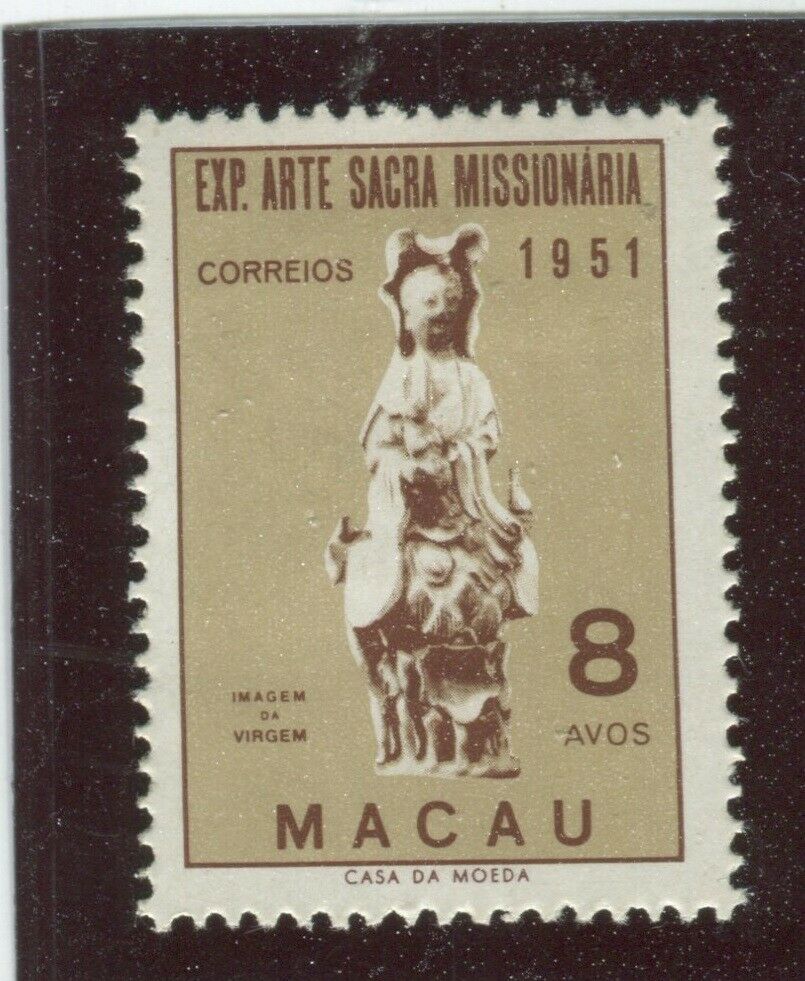 EXP. ARTE SACRA MISSIONÁRIA
CORREIOS 1951
IMAGEM
DA
VIRGEM
8
AVOS
MACAU
CASA DA MOEDA